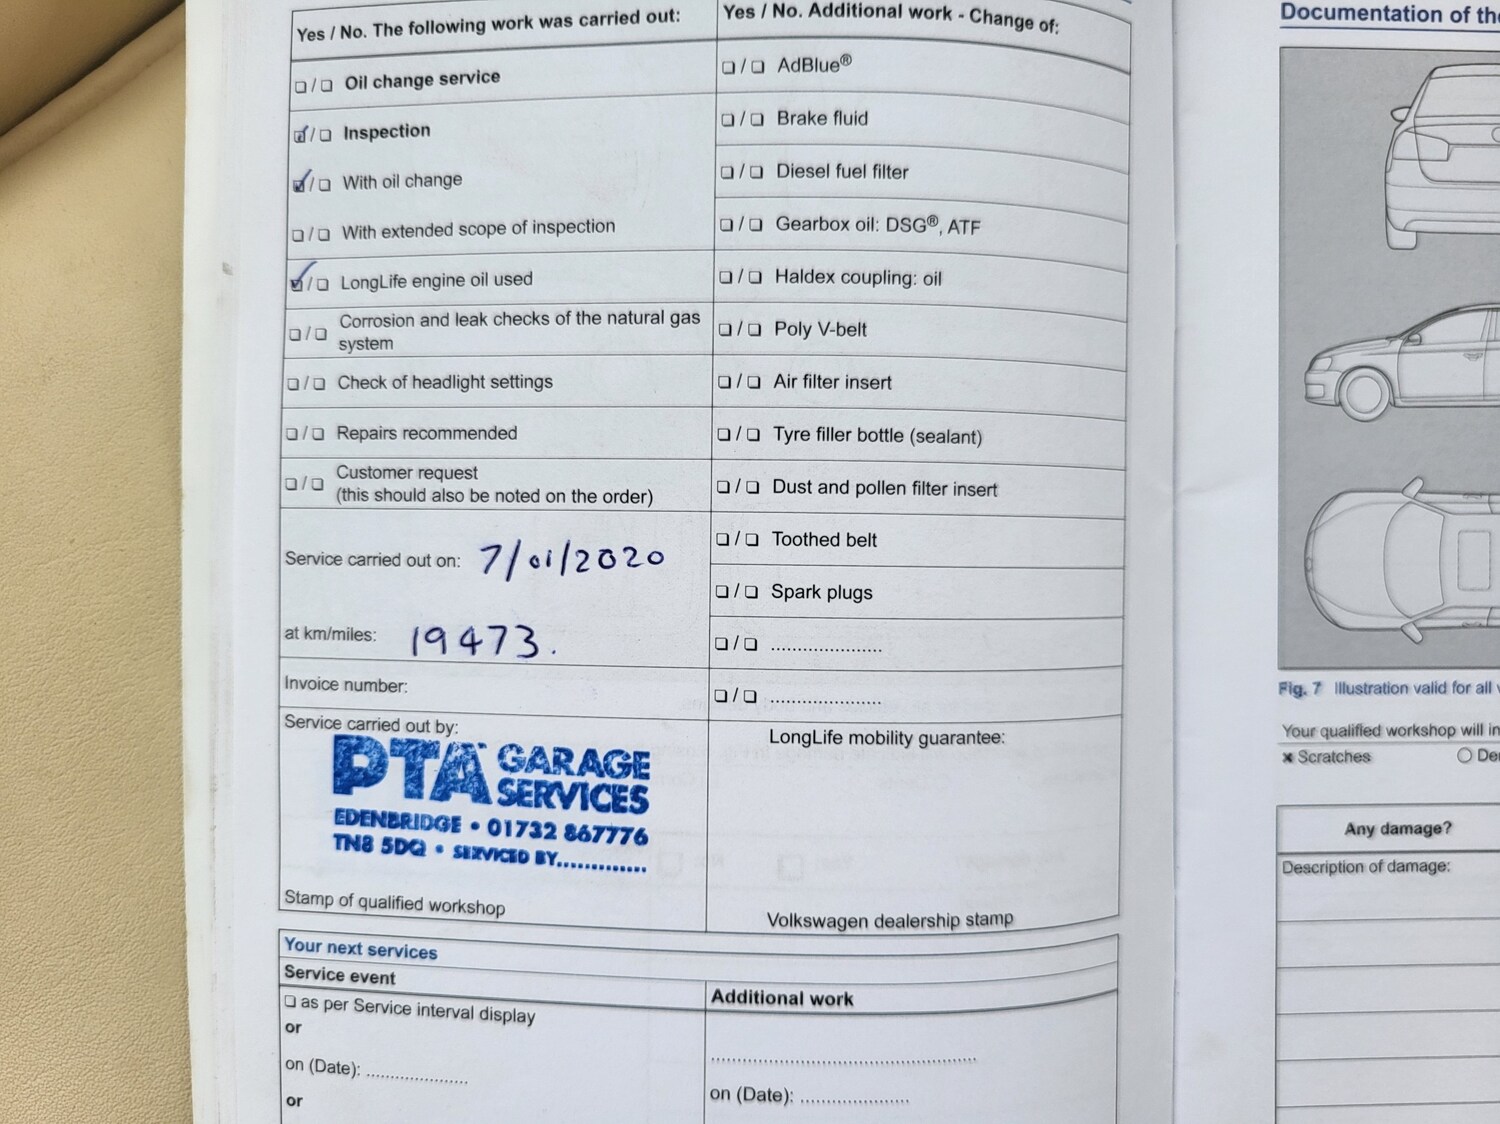 Yes / No. The following work was carried out:
☐ / ☐ Oil change service
☑ / ☐ Inspection
☑ / ☐ With oil change
☐ / ☐ With extended scope of inspection
☑ / ☐ LongLife engine oil used
☐ / ☐ Corrosion and leak checks of the natural gas
system
☐ / ☐ Check of headlight settings
☐ / ☐ Repairs recommended
☐ / ☐ Customer request
(this should also be noted on the order)
Service carried out on: 7/01/2020
at km/miles: 19473.
Invoice number:
Service carried out by:
PTA GARAGE
SERVICES
EDENBRIDGE • 01732 867776
TN8 5DQ • SERVICED BY..............
Stamp of qualified workshop
Yes / No. Additional work - Change of:
☐ / ☐ AdBlue®
☐ / ☐ Brake fluid
☐ / ☐ Diesel fuel filter
☐ / ☐ Gearbox oil: DSG®, ATF
☐ / ☐ Haldex coupling: oil
☐ / ☐ Poly V-belt
☐ / ☐ Air filter insert
☐ / ☐ Tyre filler bottle (sealant)
☐ / ☐ Dust and pollen filter insert
☐ / ☐ Toothed belt
☐ / ☐ Spark plugs
☐ / ☐ ......................
☐ / ☐ ......................
LongLife mobility guarantee:
Volkswagen dealership stamp
Your next services
Service event
☐ as per Service interval display
or
on (Date): ....................
or
Additional work
..................................................
on (Date): .....................
Documentation of
Fig. 7 Illustration valid for all
Your qualified workshop will
× Scratches
Any damage?
Description of damage: